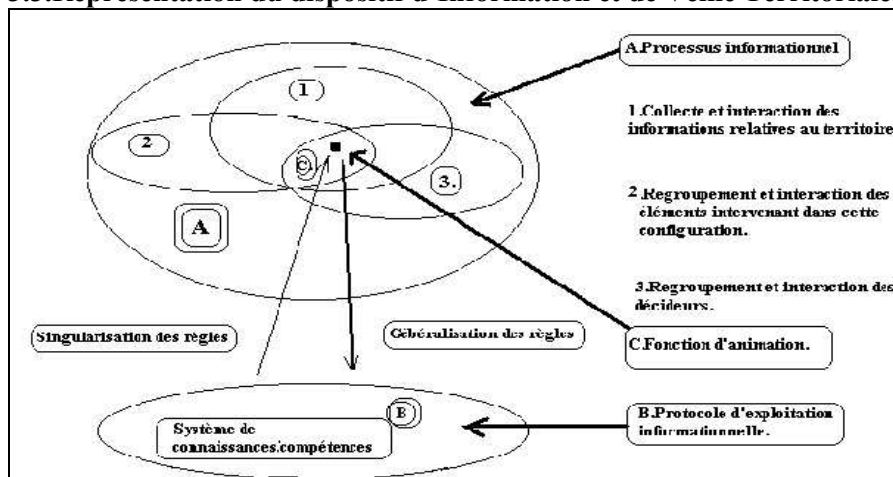 5.3.Représentation du dispositif d'Information et de Veille Territoriale
A.Processus informationnel
1
1.Collecte et interaction des
informations relatives au territoire
2
C.
3.
2.Regroupement et interaction des
éléments intervenant dans cette
configuration.
A
3.Regroupement et interaction des
décideurs.
Singularisation des règles
Gébéralisation des règles
C.Fonction d'animation.
B
B.Protocole d'exploitation
informationnelle.
Système de
connaissances/compétences